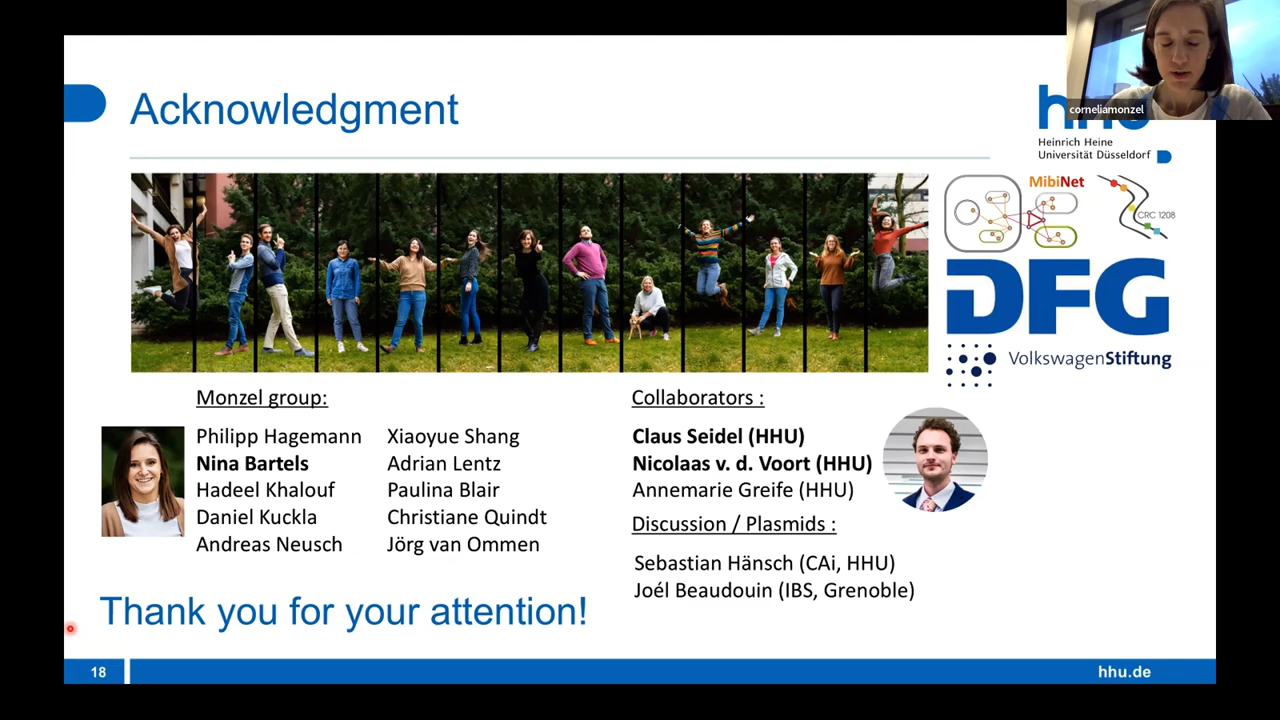 Acknowledgment
corneliamonzel
Heinrich Heine
Universität Düsseldorf
MibiNet
CRC 1208
DFG
VolkswagenStiftung
Monzel group:
Philipp Hagemann
Nina Bartels
Hadeel Khalouf
Daniel Kuckla
Andreas Neusch
Xiaoyue Shang
Adrian Lentz
Paulina Blair
Christiane Quindt
Jörg van Ommen
Collaborators :
Claus Seidel (HHU)
Nicolaas v. d. Voort (HHU)
Annemarie Greife (HHU)
Discussion / Plasmids :
Sebastian Hänsch (CAi, HHU)
Joél Beaudouin (IBS, Grenoble)
Thank you for your attention!
18
hhu.de